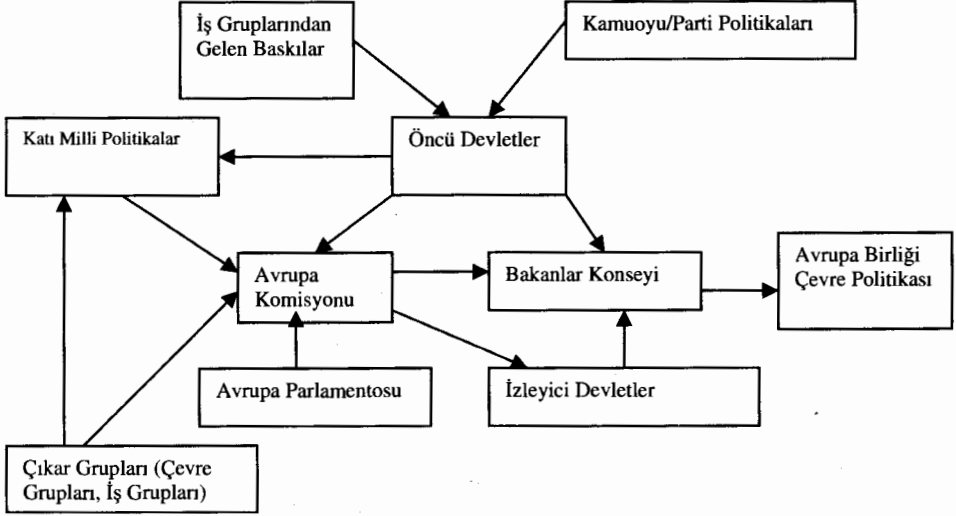 İş Gruplarından
Gelen Baskılar
Kamuoyu/Parti Politikaları
Katı Milli Politikalar
Öncü Devletler
Avrupa
Komisyonu
Bakanlar Konseyi
Avrupa Birliği
Çevre Politikası
Avrupa Parlamentosu
İzleyici Devletler
Çıkar Grupları (Çevre
Grupları, İş Grupları)